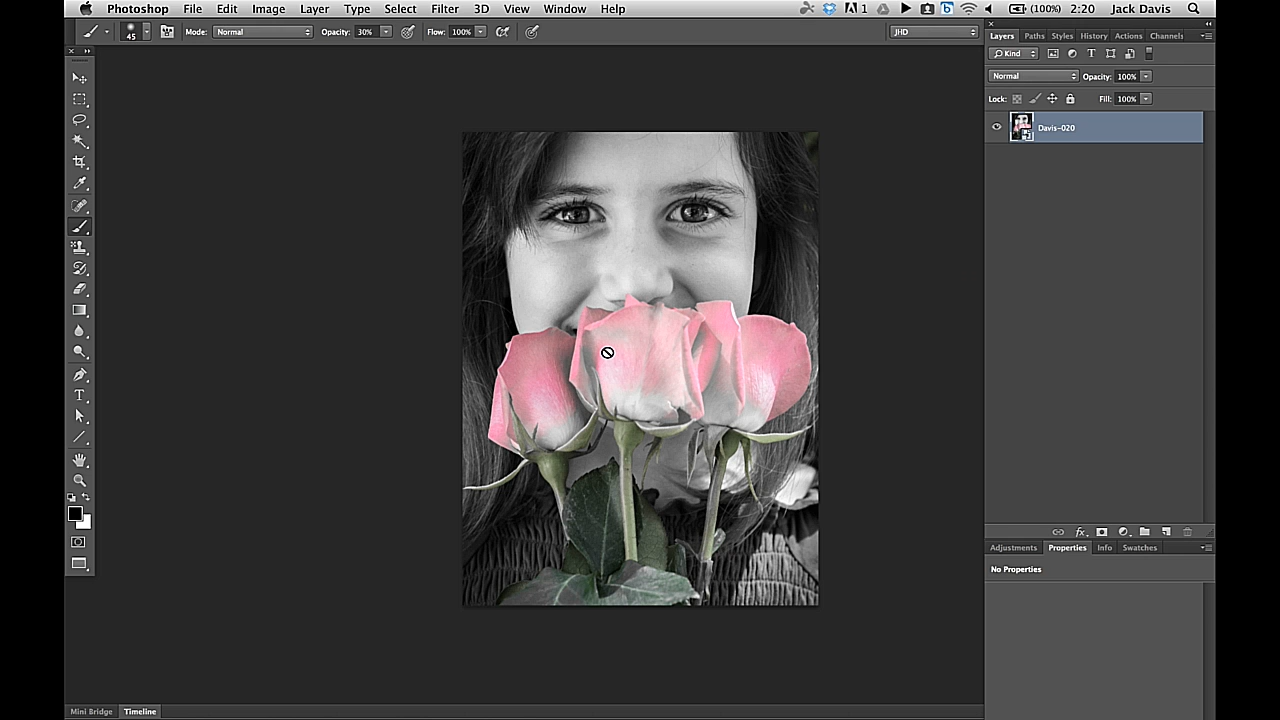 Photoshop File Edit Image Layer Type Select Filter 3D View Window Help 1 (100%) 2:20 Jack Davis
45 Mode: Normal Opacity: 30% Flow: 100% JHD
Layers Paths Styles History Actions Channels
Kind T
Normal Opacity: 100%
Lock: Fill: 100%
Davis-020
T
fx
Adjustments Properties Info Swatches
No Properties
Mini Bridge Timeline